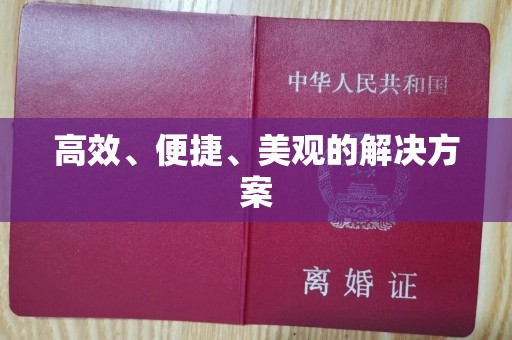 中华人民共和国
高效、便捷、美观的解决方
案
离婚证